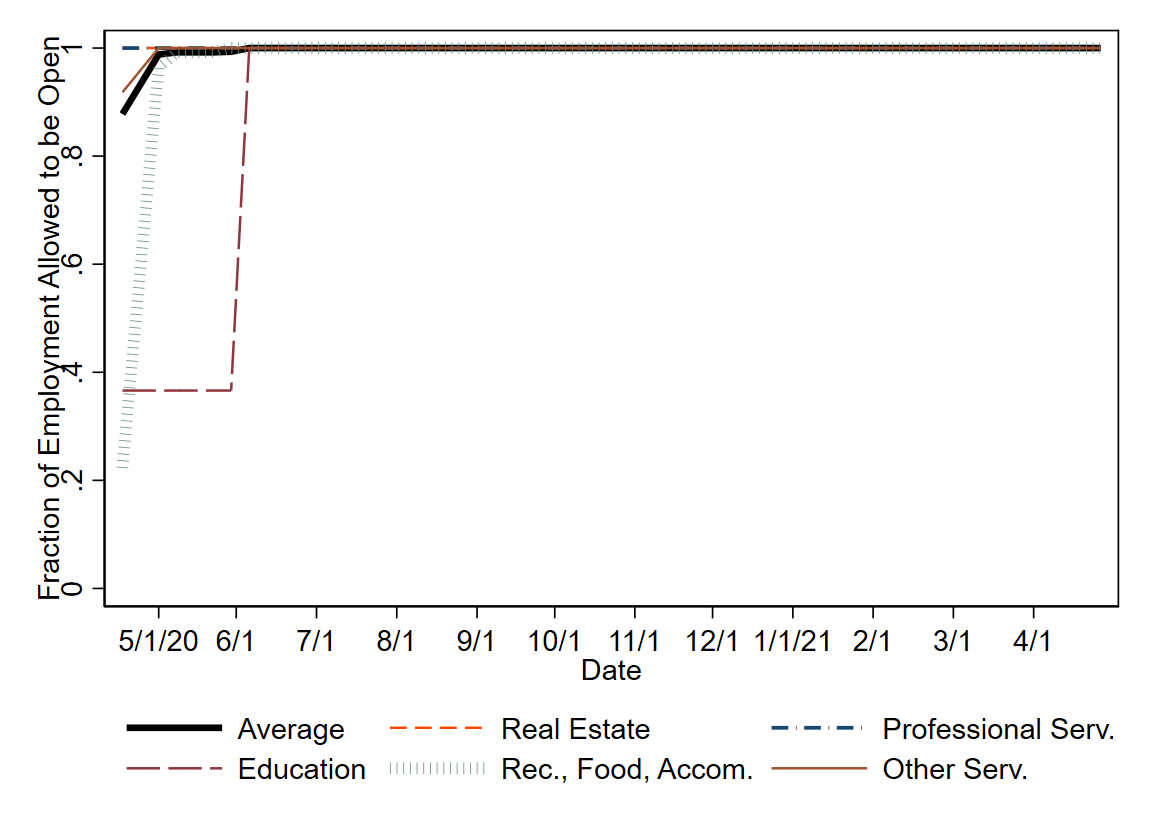 Fraction of Employment Allowed to be Open
1
.8
.6
.4
.2
0
5/1/20 6/1 7/1 8/1 9/1 10/1 11/1 12/1 1/1/21 2/1 3/1 4/1
Date
Average Real Estate Professional Serv.
Education Rec., Food, Accom. Other Serv.